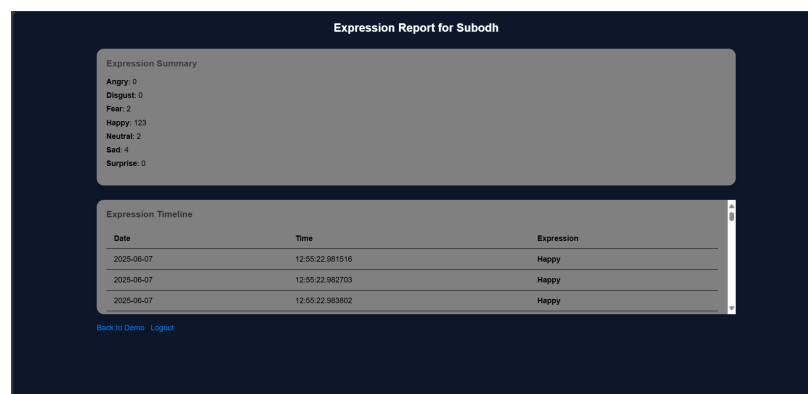 Expression Report for Subodh
Expression Summary
Angry: 0
Disgust: 0
Fear: 2
Happy: 123
Neutral: 2
Sad: 4
Surprise: 0
Expression Timeline
Date Time Expression
2025-06-07 12:55:22.981516 Happy
2025-06-07 12:55:22.982703 Happy
2025-06-07 12:55:22.983802 Happy
Back to Demo Logout